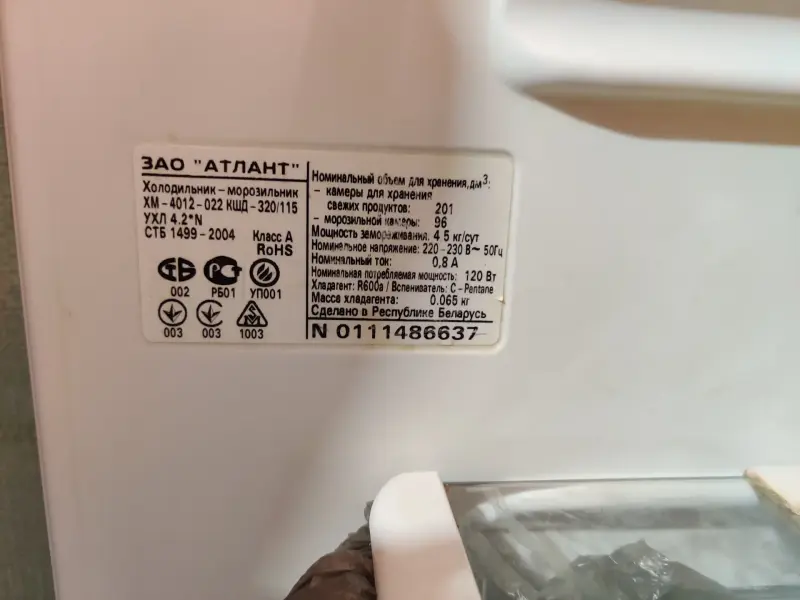 ЗАО "АТЛАНТ"
Холодильник – морозильник
ХМ – 4012 – 022 КШД – 320/115
УХЛ 4.2*N
СТБ 1499 – 2004 Класс А
RoHS
002 РБ01 УП001
003 003 1003
Номинальный объем для хранения,дм³:
– камеры для хранения
свежих продуктов: 201
– морозильной камеры: 96
Мощность замораживания: 4.5 кг/сут
Номинельное напряжение: 220 - 230 В ~ 50Гц
Номинальный ток: 0,8 А
Номинальная потребляемая мощность: 120 Вт
Хладагент: R600a / Вспениватель: С – Pentane
Масса хладагента: 0.065 кг
Сделано в Республике Беларусь
N 0111486637